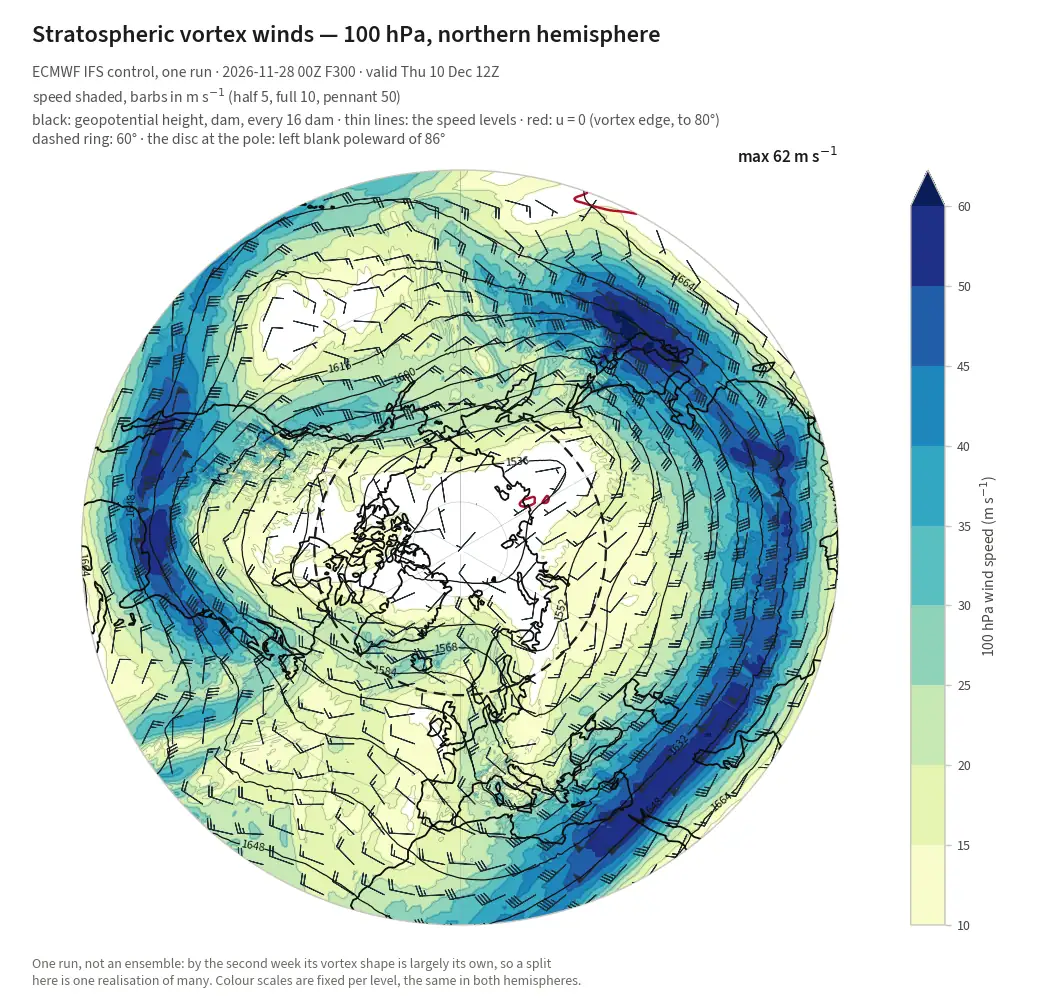 Stratospheric vortex winds — 100 hPa, northern hemisphere
ECMWF IFS control, one run · 2026-11-28 00Z F300 · valid Thu 10 Dec 12Z
speed shaded, barbs in m s⁻¹ (half 5, full 10, pennant 50)
black: geopotential height, dam, every 16 dam · thin lines: the speed levels · red: u = 0 (vortex edge, to 80°)
dashed ring: 60° · the disc at the pole: left blank poleward of 86°
max 62 m s⁻¹
1664
1616
1600
1536
1648
1664
1552
1568
1584
1632
1648
1664
1648
60
50
45
40
35
30
25
20
15
10
100 hPa wind speed (m s⁻¹)
One run, not an ensemble: by the second week its vortex shape is largely its own, so a split
here is one realisation of many. Colour scales are fixed per level, the same in both hemispheres.